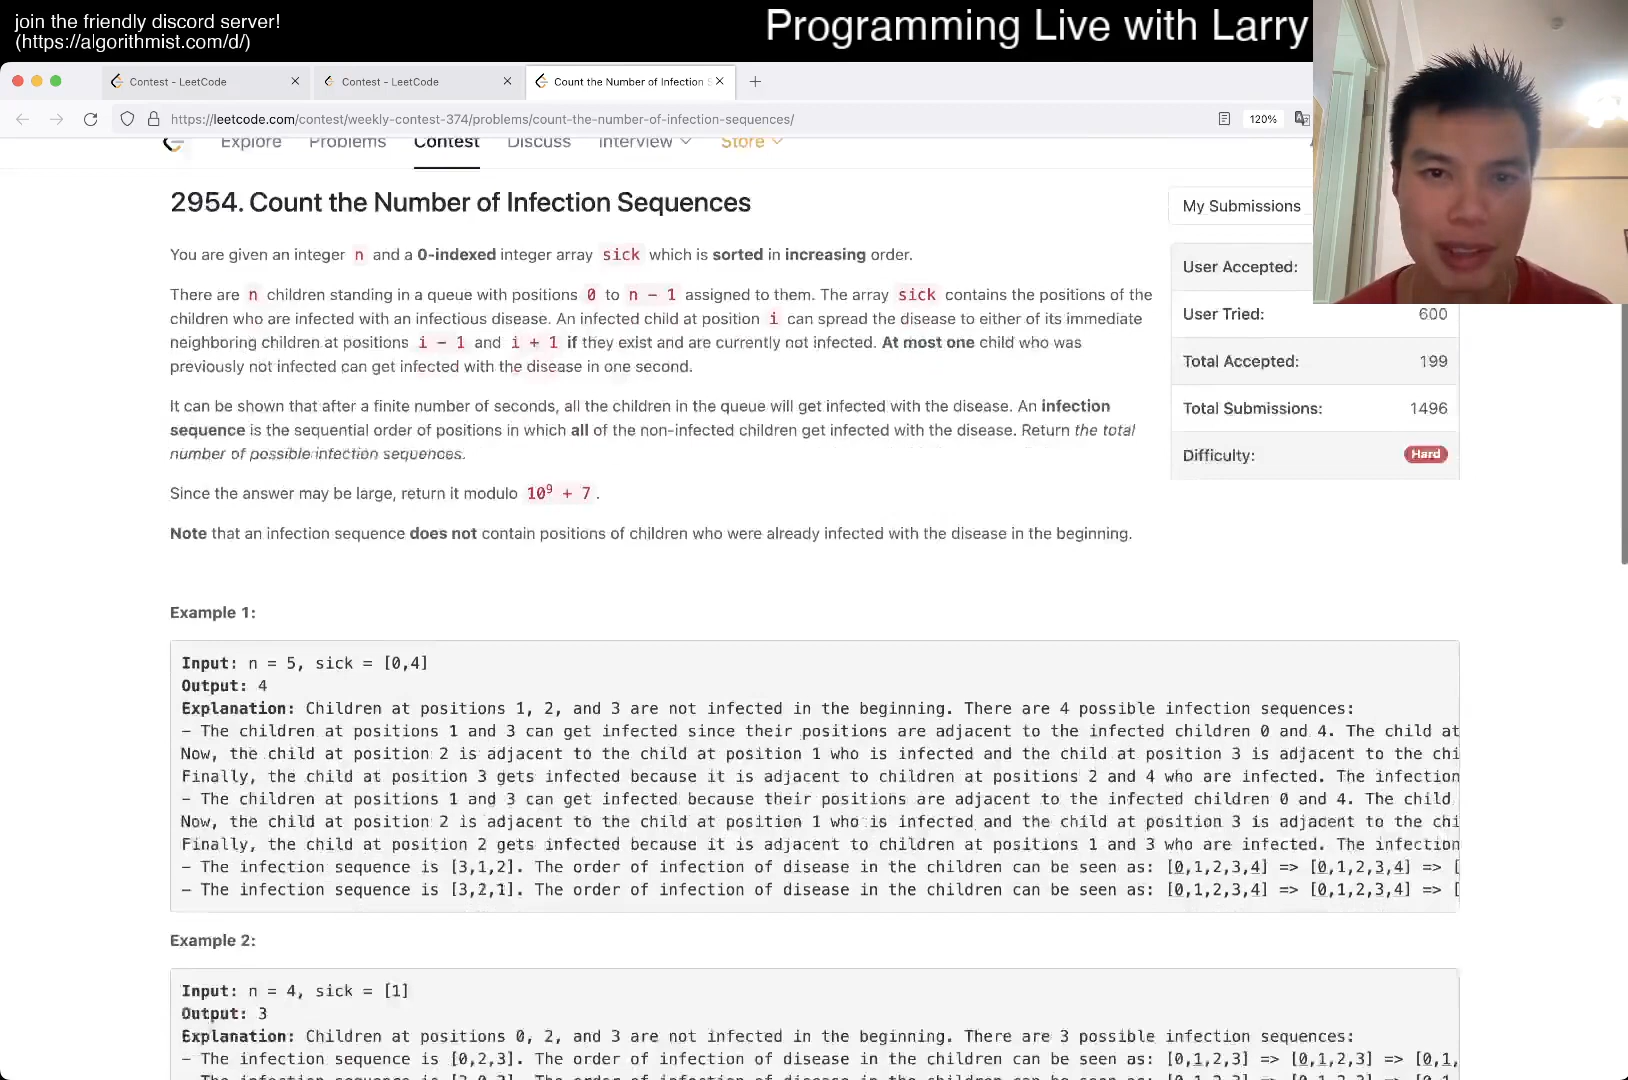 join the friendly discord server!
(https://algorithmist.com/d/)
Programming Live with Larry
Contest - LeetCode
Contest - LeetCode
Count the Number of Infection S
https://leetcode.com/contest/weekly-contest-374/problems/count-the-number-of-infection-sequences/
120%
Explore Problems Contest Discuss Interview Store
2954. Count the Number of Infection Sequences
My Submissions
You are given an integer n and a 0-indexed integer array sick which is sorted in increasing order.
User Accepted:
There are n children standing in a queue with positions 0 to n - 1 assigned to them. The array sick contains the positions of the
children who are infected with an infectious disease. An infected child at position i can spread the disease to either of its immediate
User Tried: 600
neighboring children at positions i - 1 and i + 1 if they exist and are currently not infected. At most one child who was
previously not infected can get infected with the disease in one second.
Total Accepted: 199
It can be shown that after a finite number of seconds, all the children in the queue will get infected with the disease. An infection
Total Submissions: 1496
sequence is the sequential order of positions in which all of the non-infected children get infected with the disease. Return the total
number of possible infection sequences.
Difficulty: Hard
Since the answer may be large, return it modulo 10⁹ + 7 .
Note that an infection sequence does not contain positions of children who were already infected with the disease in the beginning.
Example 1:
Input: n = 5, sick = [0,4]
Output: 4
Explanation: Children at positions 1, 2, and 3 are not infected in the beginning. There are 4 possible infection sequences:
- The children at positions 1 and 3 can get infected since their positions are adjacent to the infected children 0 and 4. The child at
Now, the child at position 2 is adjacent to the child at position 1 who is infected and the child at position 3 is adjacent to the chi
Finally, the child at position 3 gets infected because it is adjacent to children at positions 2 and 4 who are infected. The infection
- The children at positions 1 and 3 can get infected because their positions are adjacent to the infected children 0 and 4. The child
Now, the child at position 2 is adjacent to the child at position 1 who is infected and the child at position 3 is adjacent to the chi
Finally, the child at position 2 gets infected because it is adjacent to children at positions 1 and 3 who are infected. The infection
- The infection sequence is [3,1,2]. The order of infection of disease in the children can be seen as: [0,1,2,3,4] => [0,1,2,3,4] => [
- The infection sequence is [3,2,1]. The order of infection of disease in the children can be seen as: [0,1,2,3,4] => [0,1,2,3,4] => [
Example 2:
Input: n = 4, sick = [1]
Output: 3
Explanation: Children at positions 0, 2, and 3 are not infected in the beginning. There are 3 possible infection sequences:
- The infection sequence is [0,2,3]. The order of infection of disease in the children can be seen as: [0,1,2,3] => [0,1,2,3] => [0,1,